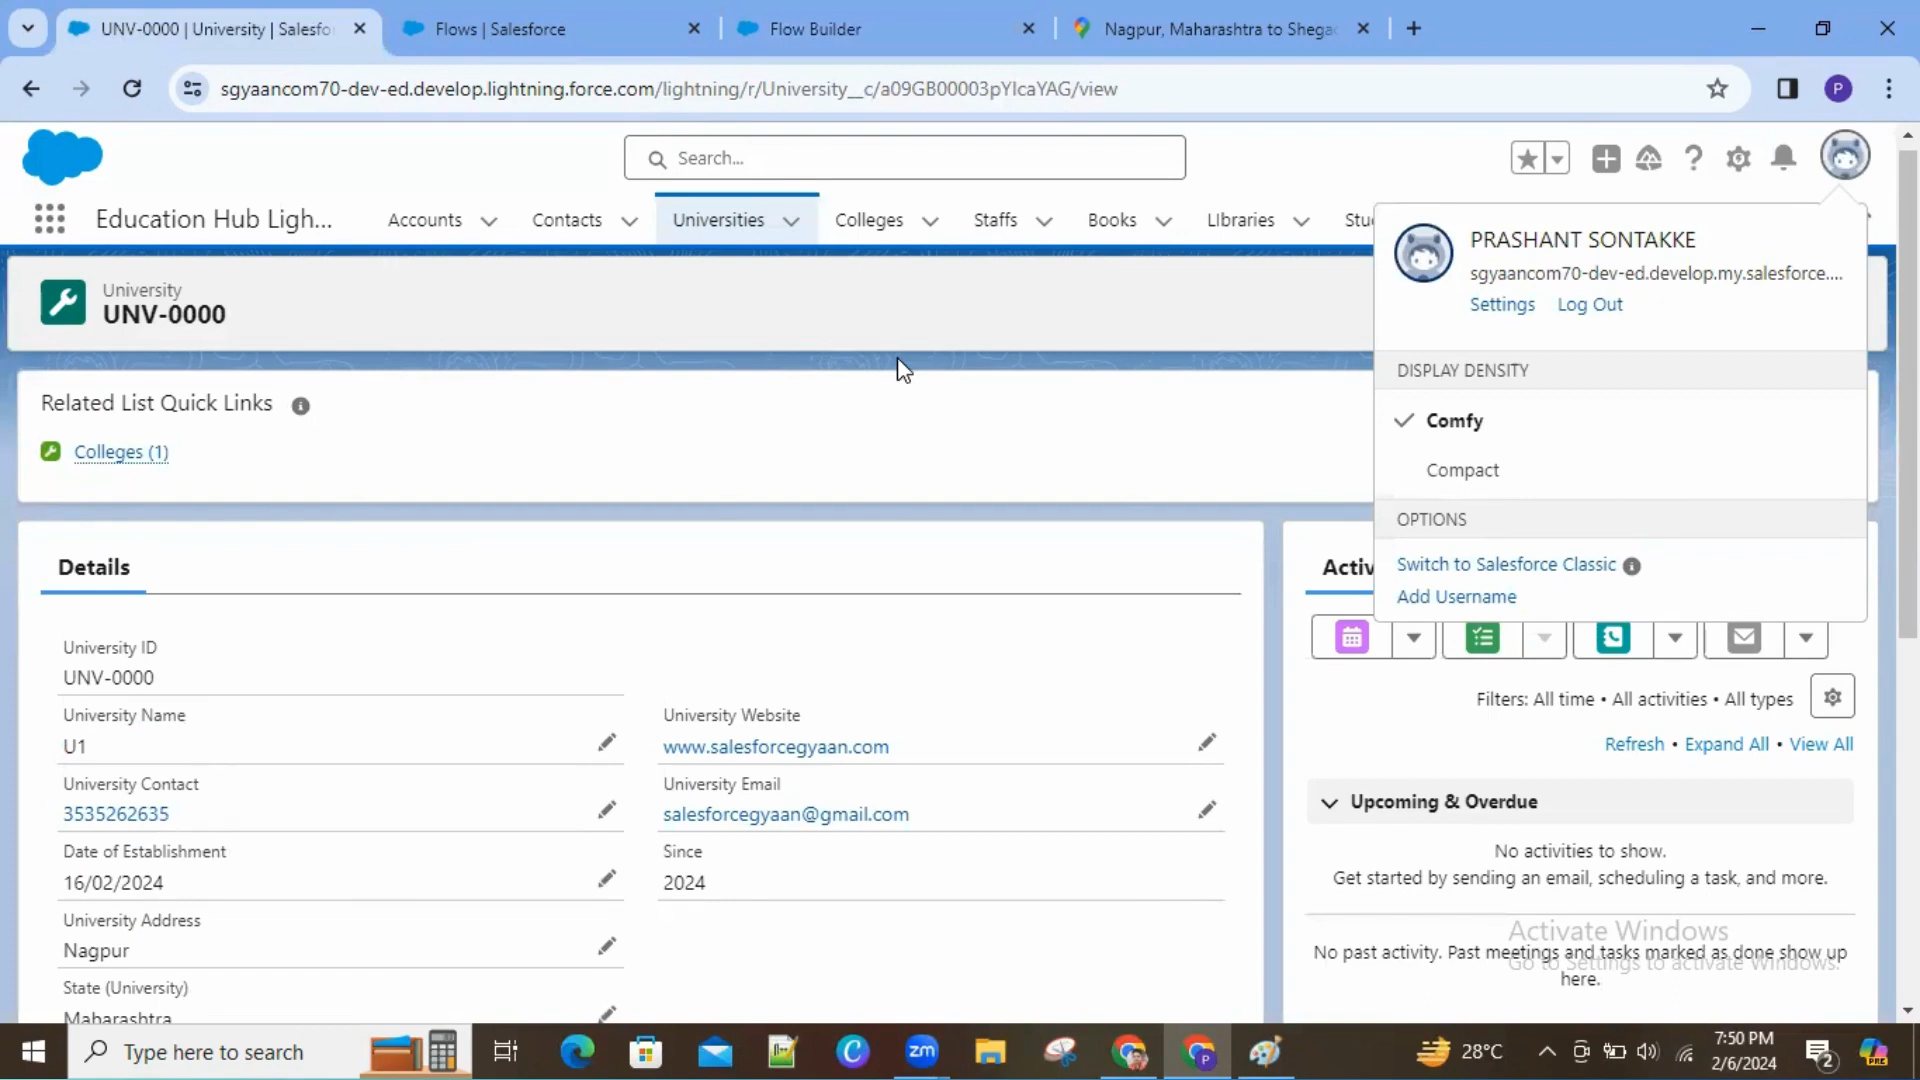 UNV-0000 | University | Salesfo
Flows | Salesforce
Flow Builder
Nagpur, Maharashtra to Shega
sgyaancom70-dev-ed.develop.lightning.force.com/lightning/r/University__c/a09GB00003pYlcaYAG/view
P
Search...
Education Hub Ligh...
Accounts
Contacts
Universities
Colleges
Staffs
Books
LIbraries
Stu
University
UNV-0000
PRASHANT SONTAKKE
sgyaancom70-dev-ed.develop.my.salesforce....
Settings
Log Out
DISPLAY DENSITY
Comfy
Compact
OPTIONS
Switch to Salesforce Classic
Add Username
Related List Quick Links
Colleges (1)
Details
Activ
University ID
UNV-0000
University Name
U1
University Website
www.salesforcegyaan.com
University Contact
3535262635
University Email
salesforcegyaan@gmail.com
Date of Establishment
16/02/2024
Since
2024
University Address
Nagpur
State (University)
Maharashtra
Filters: All time • All activities • All types
Refresh • Expand All • View All
Upcoming & Overdue
No activities to show.
Get started by sending an email, scheduling a task, and more.
No past activity. Past meetings and tasks marked as done show up
here.
Activate Windows
Go to Settings to activate Windows.
Type here to search
zm
P
28°C
7:50 PM
2/6/2024
2
PRE